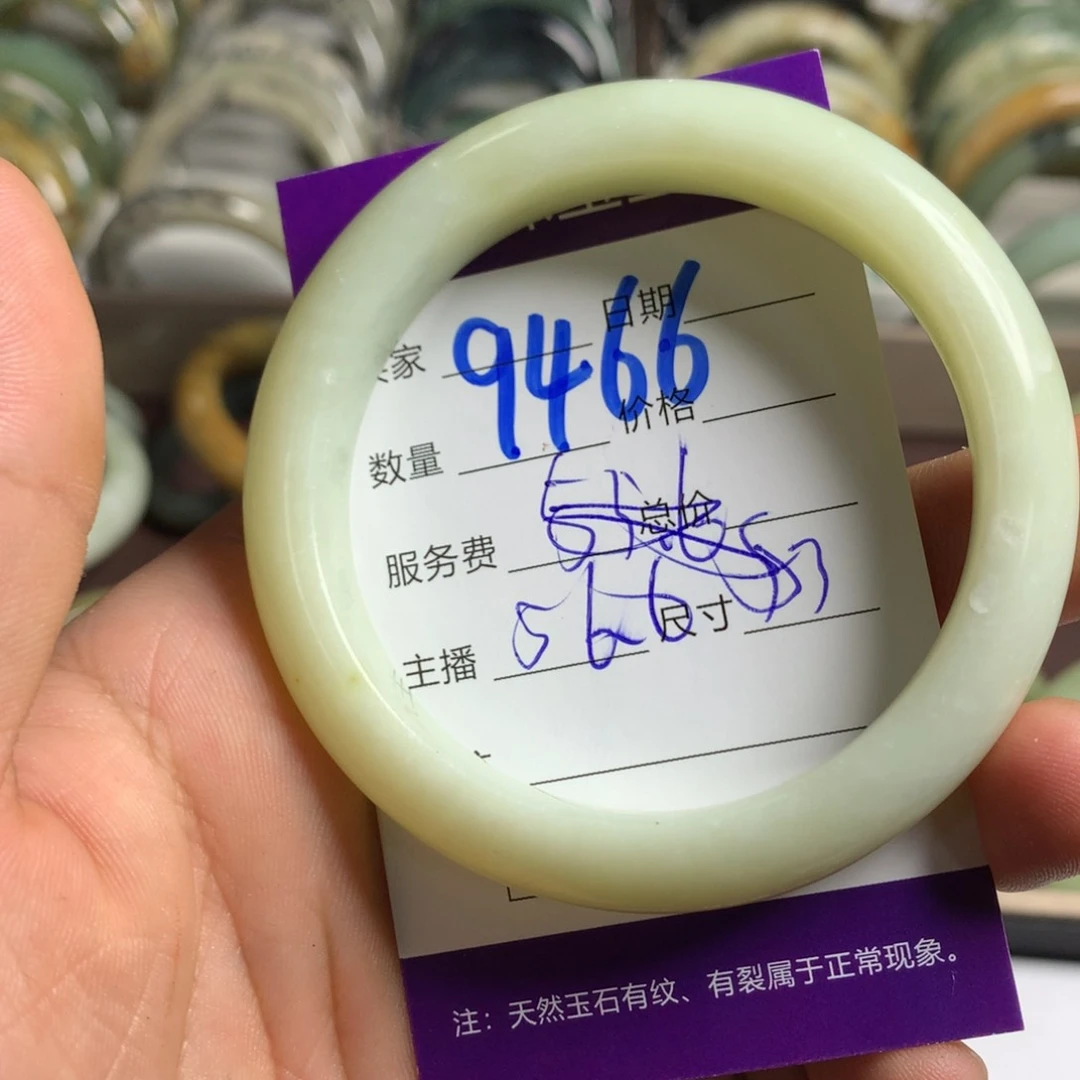 家 9466 日期
数量 价格
服务费 总价
主播 566 尺寸
注：天然玉石有纹、有裂属于正常现象。